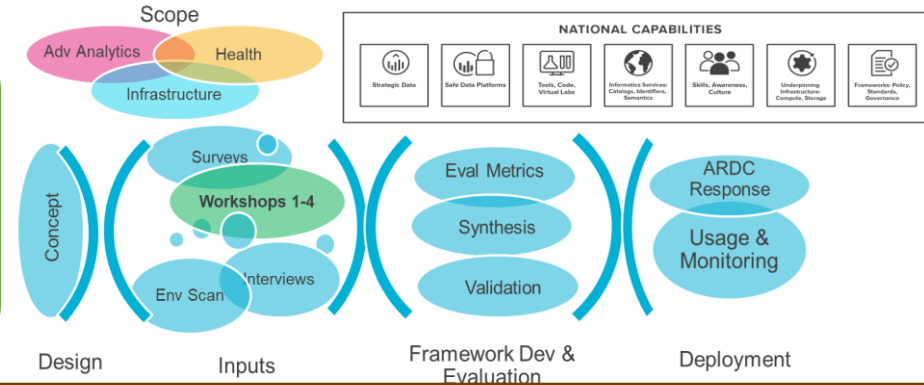 Scope
Adv Analytics
Health
Infrastructure
NATIONAL CAPABILITIES
Strategic Data
Safe Data Platforms
Tools, Code,
Virtual Labs
Informatics Services:
Catalogs, Identifiers,
Semantics
Skills, Awareness,
Culture
Underpinning
Infrastructure:
Compute, Storage
Frameworks: Policy,
Standards,
Governance
Concept
Surveys
Workshops 1-4
Interviews
Env Scan
Eval Metrics
Synthesis
Validation
ARDC
Response
Usage &
Monitoring
Design
Inputs
Framework Dev &
Evaluation
Deployment